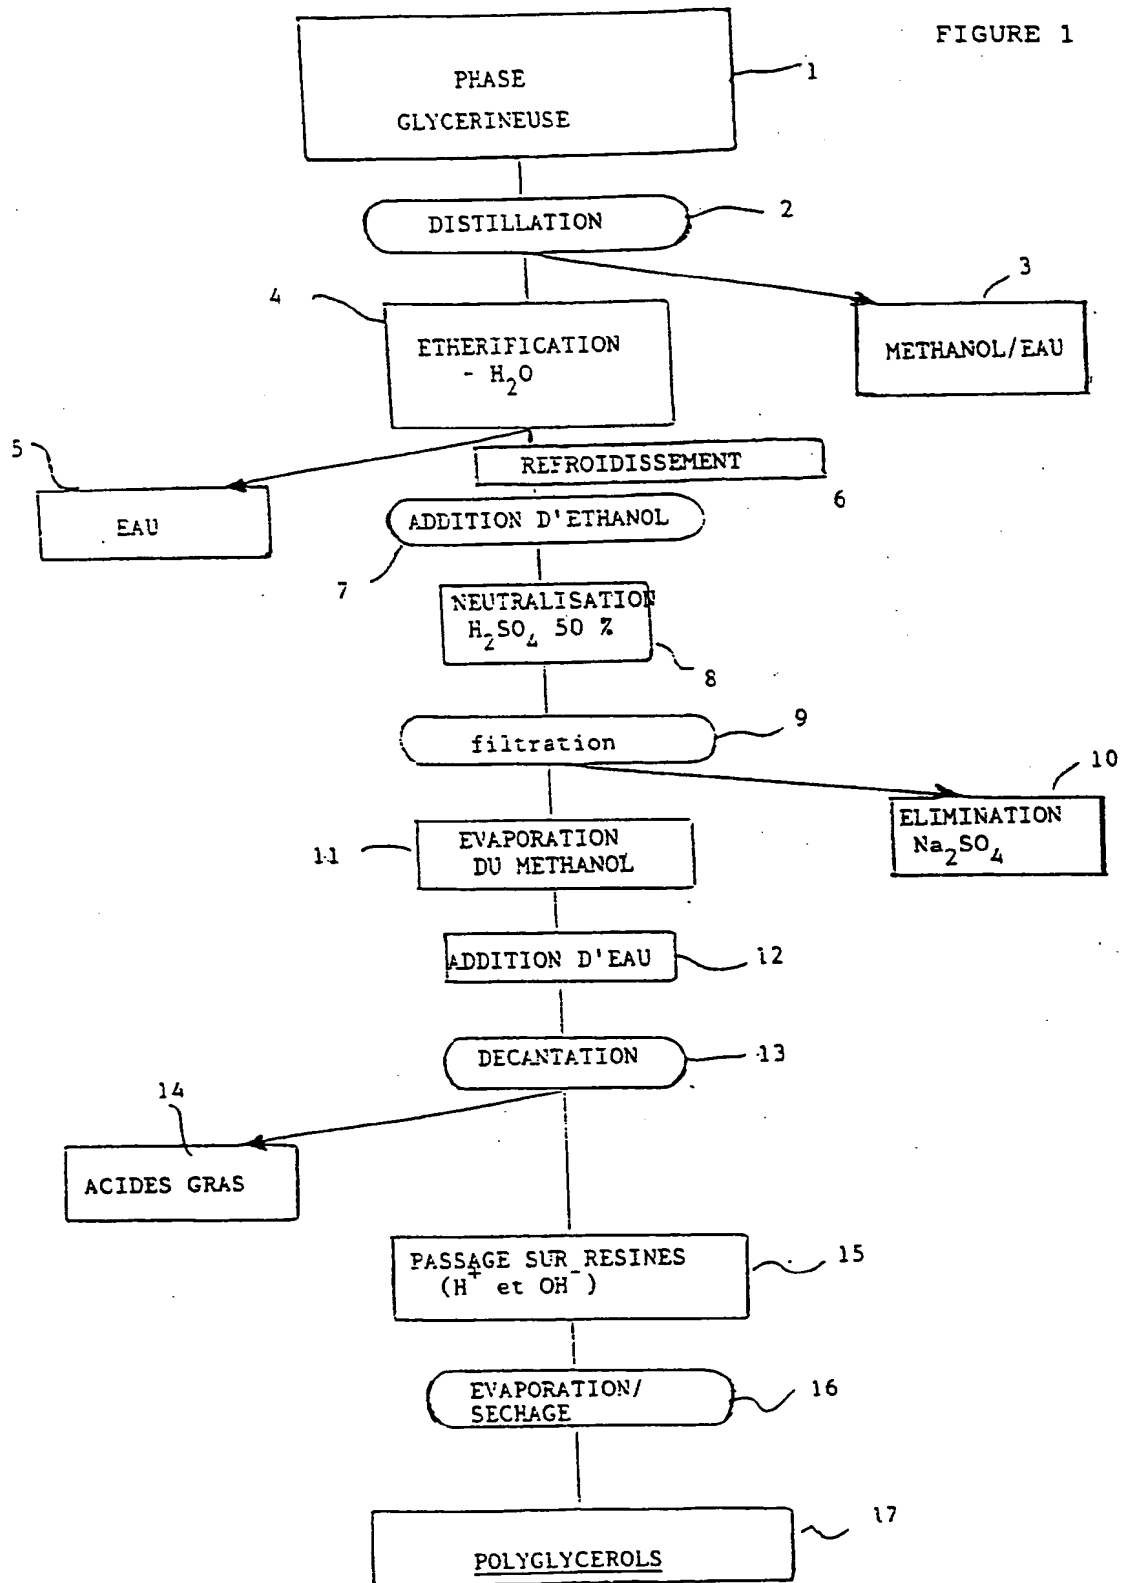 FIGURE 1
PHASE
GLYCERINEUSE
1
DISTILLATION
2
3
METHANOL/EAU
4
ETHERIFICATION
- H₂O
5
EAU
REFROIDISSEMENT
6
ADDITION D'ETHANOL
7
NEUTRALISATION
H₂SO₄ 50 %
8
filtration
9
10
ELIMINATION
Na₂SO₄
11
EVAPORATION
DU METHANOL
ADDITION D'EAU
12
DECANTATION
13
14
ACIDES GRAS
PASSAGE SUR RESINES
(H⁺ et OH⁻)
15
EVAPORATION/
SECHAGE
16
17
POLYGLYCEROLS